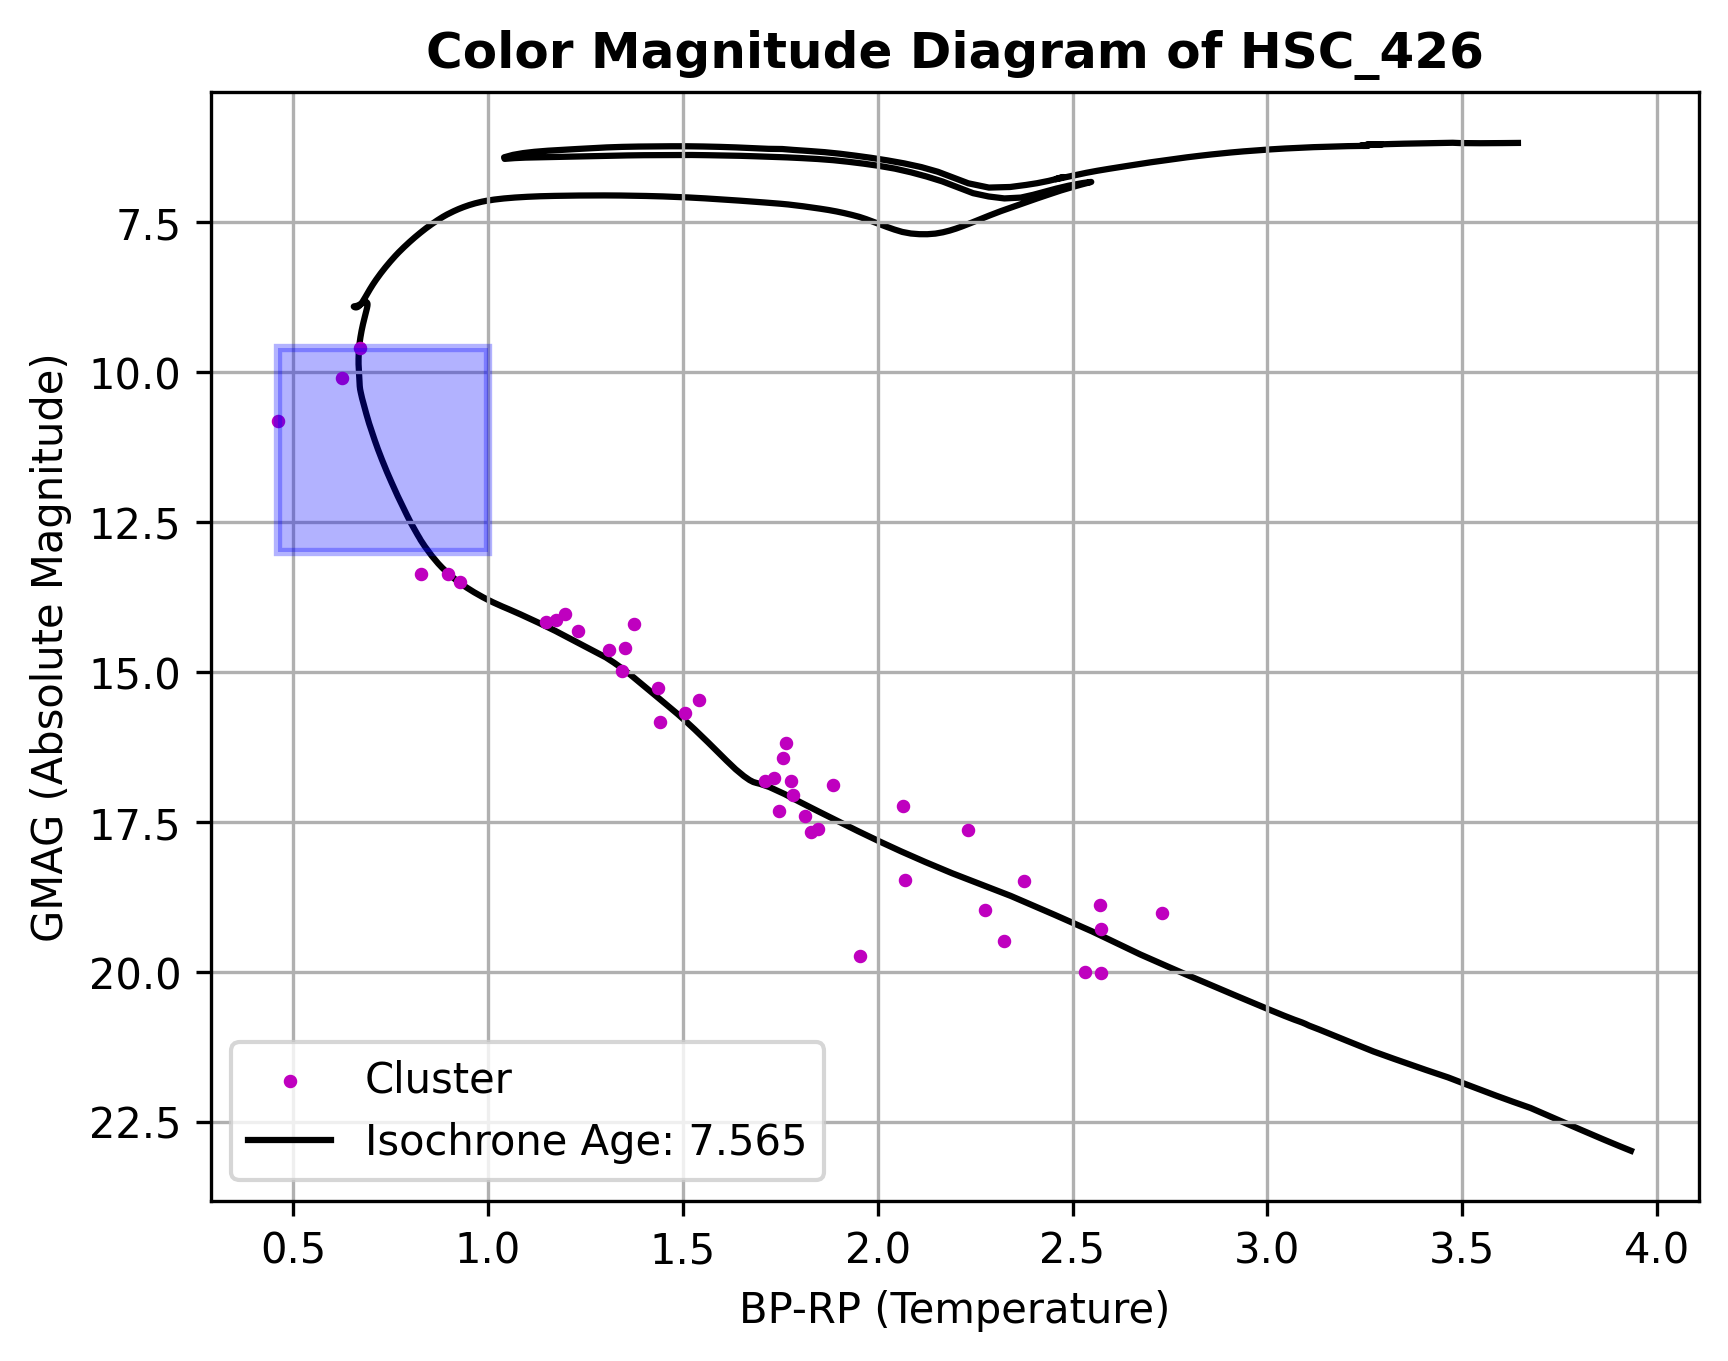 Color Magnitude Diagram of HSC_426
GMAG (Absolute Magnitude)
7.5
10.0
12.5
15.0
17.5
20.0
22.5
Cluster
Isochrone Age: 7.565
0.5 1.0 1.5 2.0 2.5 3.0 3.5 4.0
BP-RP (Temperature)